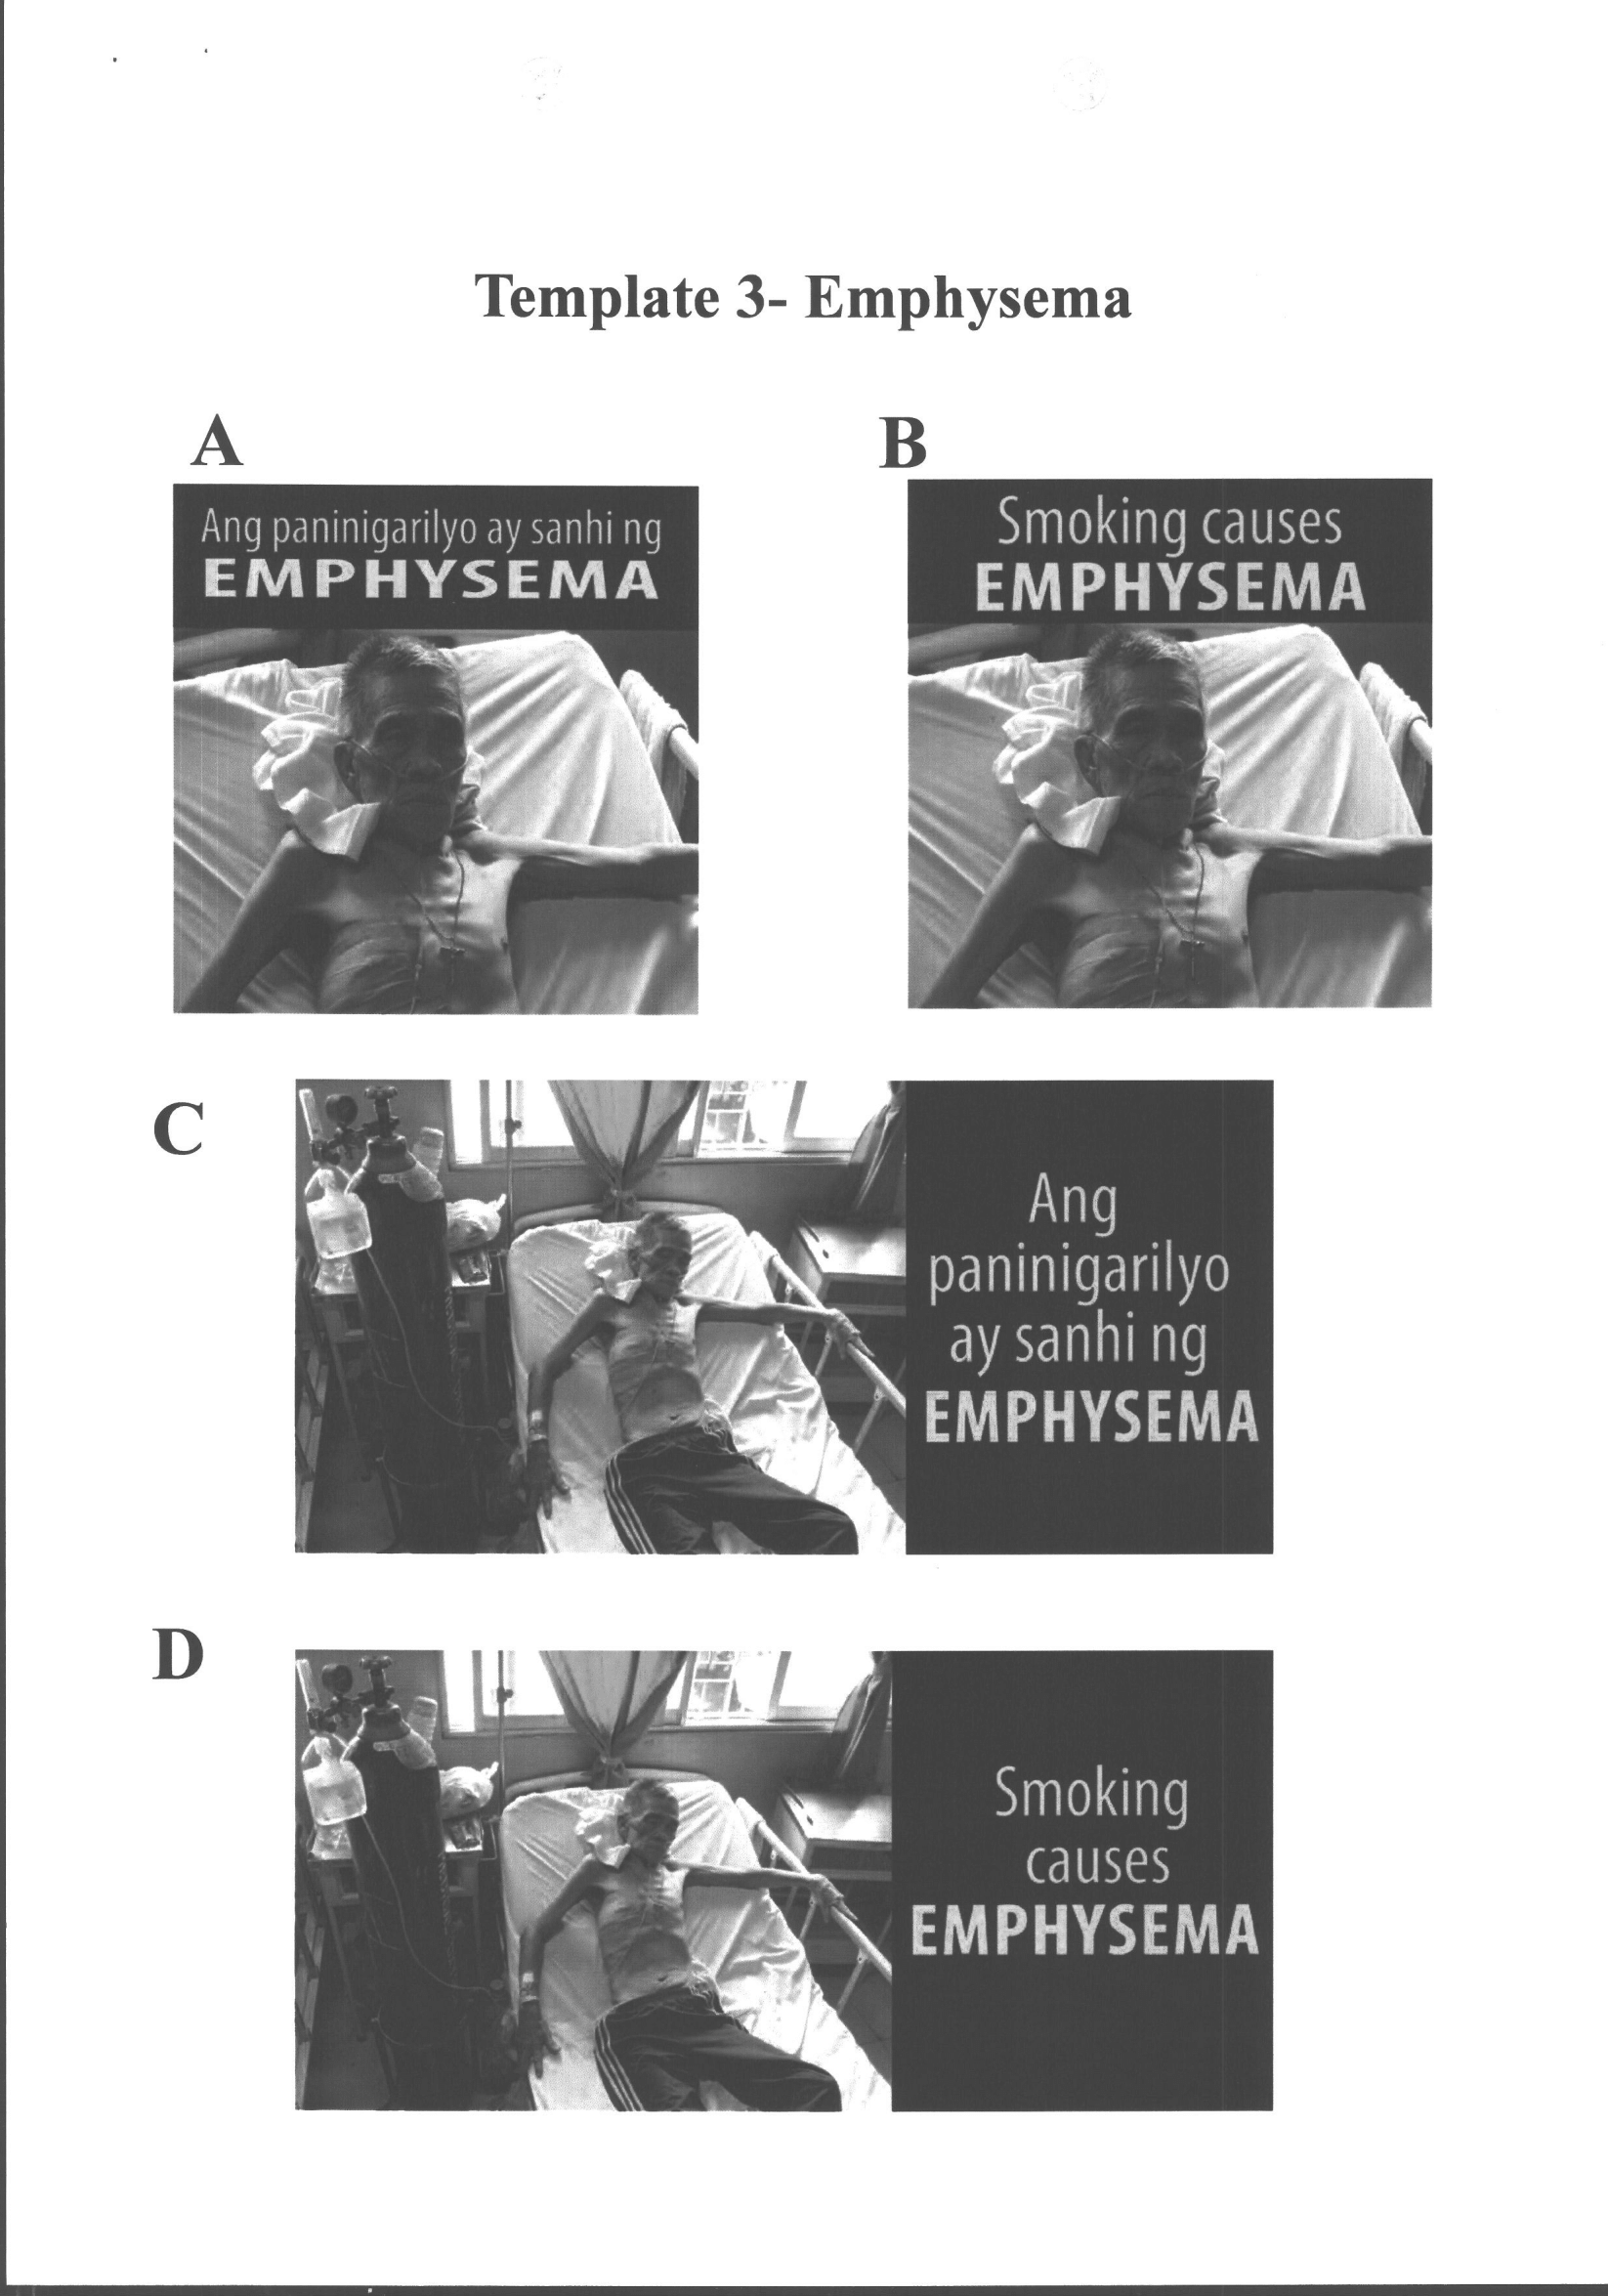 Template 3- Emphysema
A
B
Ang paninigarilyo ay sanhi ng
EMPHYSEMA
Smoking causes
EMPHYSEMA
C
Ang
paninigarilyo
ay sanhi ng
EMPHYSEMA
D
Smoking
causes
EMPHYSEMA